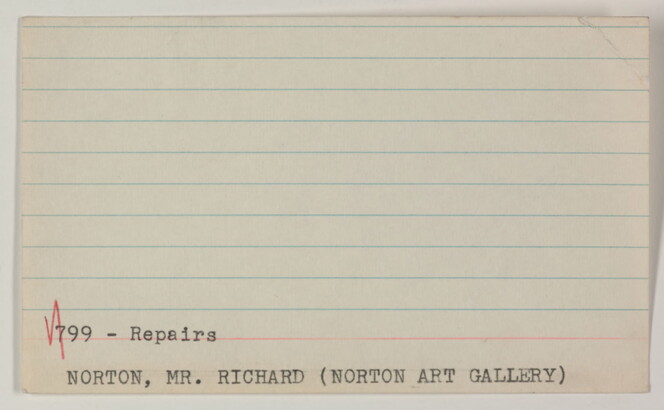 799 - Repairs
NORTON, MR. RICHARD (NORTON ART GALLERY)